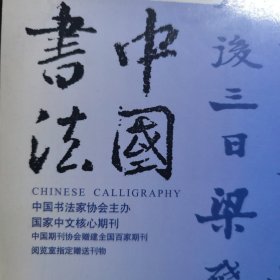 中國
書法
CHINESE CALLIGRAPHY
中国书法家协会主办
国家中文核心期刊
中国期刊协会赠建全国百家期刊
阅览室指定赠送刊物
後三日梁